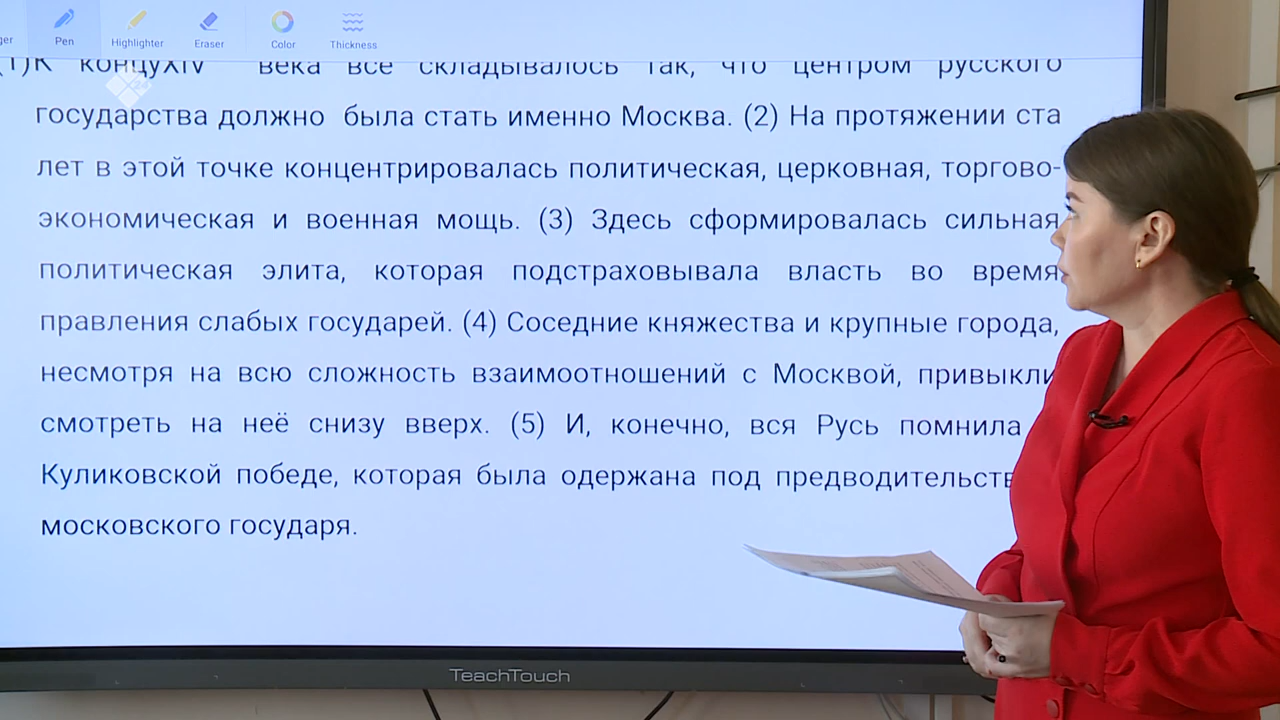 Pen
Highlighter
Eraser
Color
Thickness
(1)К концуXIV века все складывалось так, что центром русского
государства должно была стать именно Москва. (2) На протяжении ста
лет в этой точке концентрировалась политическая, церковная, торгово-
экономическая и военная мощь. (3) Здесь сформировалась сильная
политическая элита, которая подстраховывала власть во время
правления слабых государей. (4) Соседние княжества и крупные города,
несмотря на всю сложность взаимоотношений с Москвой, привыкли
смотреть на неё снизу вверх. (5) И, конечно, вся Русь помнила
Куликовской победе, которая была одержана под предводительств
московского государя.
TeachTouch